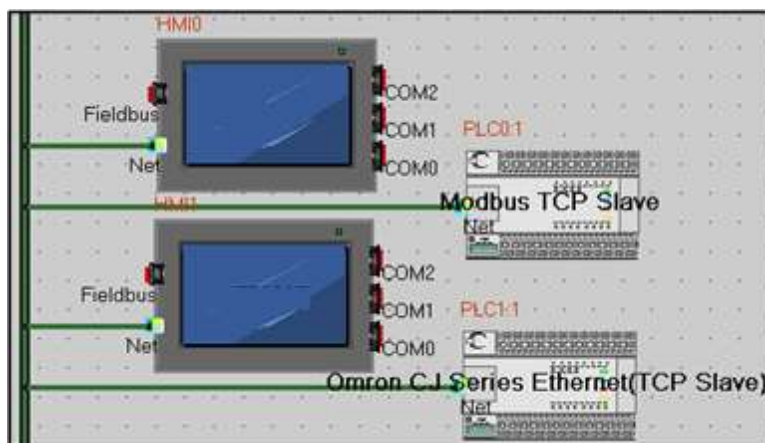 HMI0
COM2
Fieldbus
COM1
PLC0:1
Net
COM0
Modbus TCP Slave
HMI1
Net
COM2
Fieldbus
COM1
PLC1:1
Net
COM0
Omron CJ Series Ethernet(TCP Slave)
Net